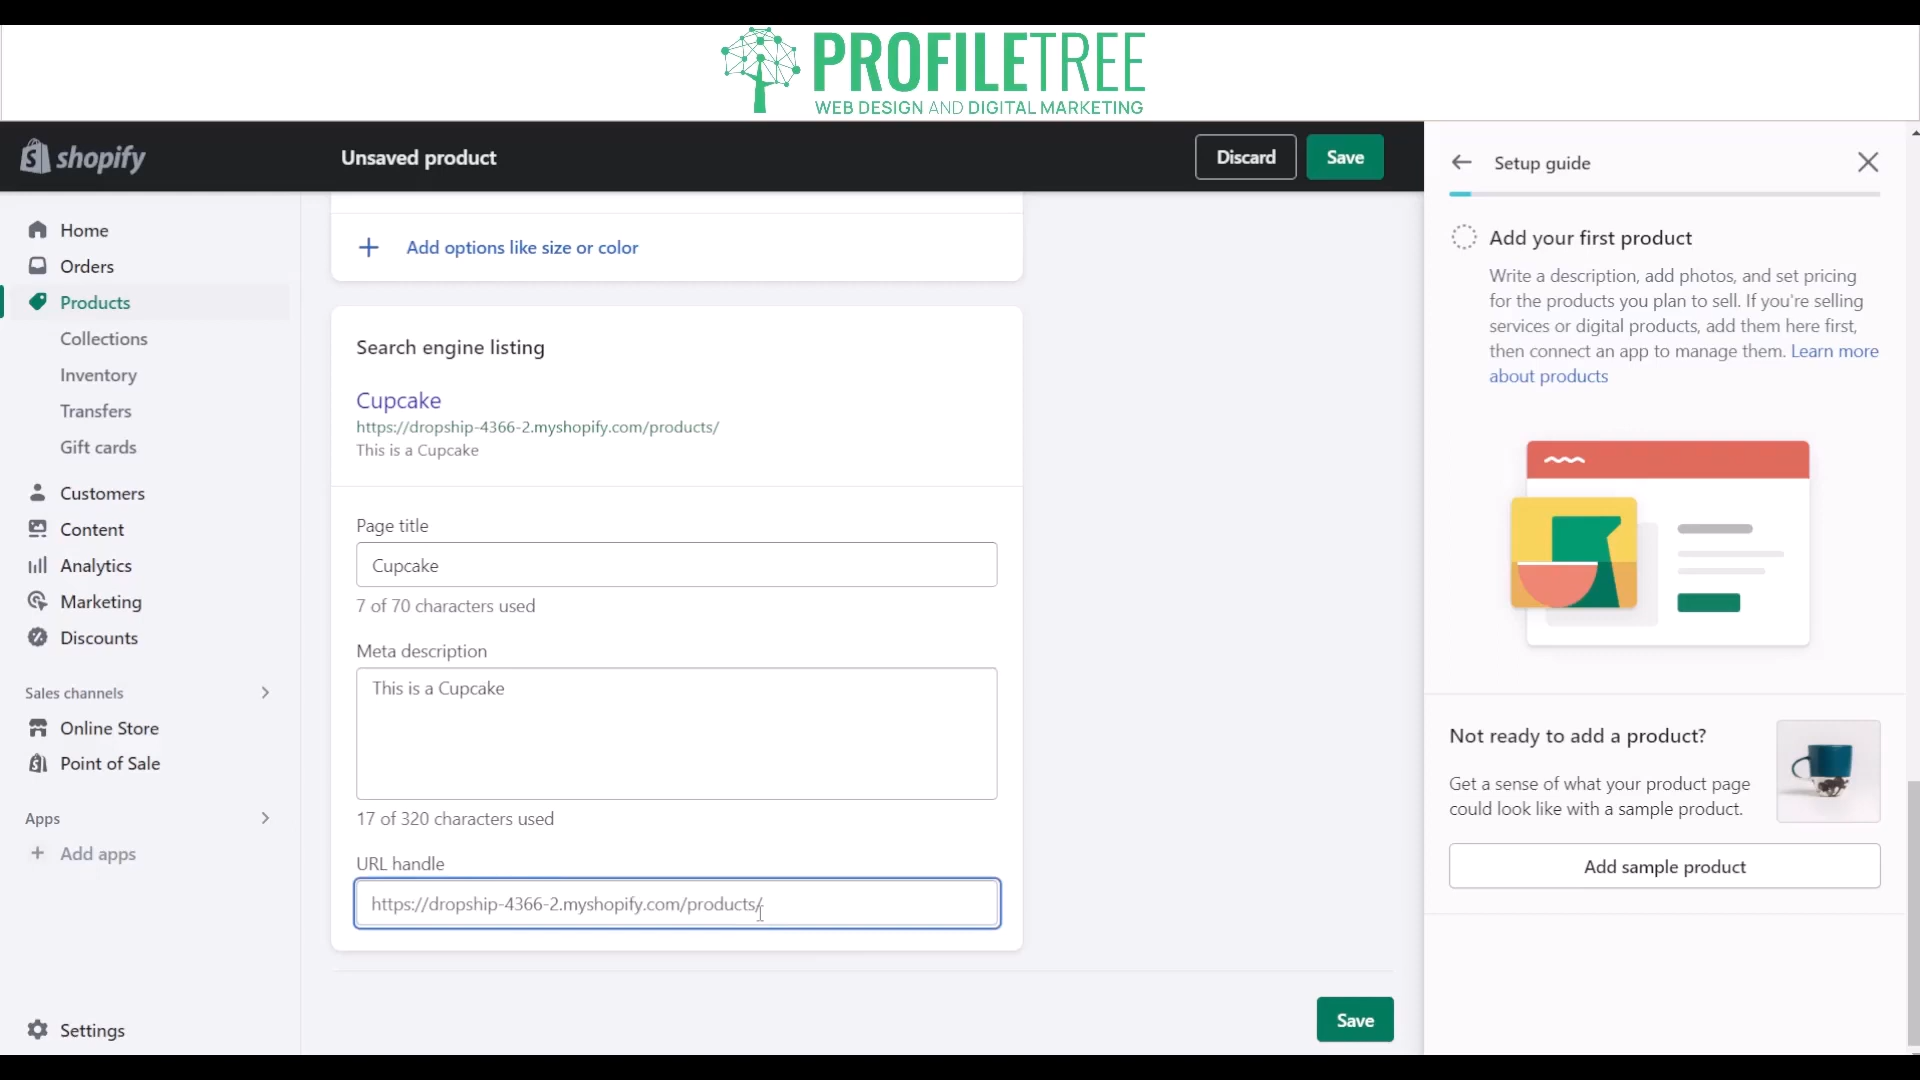 PROFILETREE
WEB DESIGN AND DIGITAL MARKETING
shopify
Unsaved product
Discard
Save
Home
Orders
Products
Collections
Inventory
Transfers
Gift cards
Customers
Content
Analytics
Marketing
Discounts
Sales channels
Online Store
Point of Sale
Apps
Add apps
Settings
Add options like size or color
Search engine listing
Cupcake
https://dropship-4366-2.myshopify.com/products/
This is a Cupcake
Page title
Cupcake
7 of 70 characters used
Meta description
This is a Cupcake
17 of 320 characters used
URL handle
https://dropship-4366-2.myshopify.com/products/
Save
Setup guide
Add your first product
Write a description, add photos, and set pricing
for the products you plan to sell. If you're selling
services or digital products, add them here first,
then connect an app to manage them. Learn more
about products
Not ready to add a product?
Get a sense of what your product page
could look like with a sample product.
Add sample product